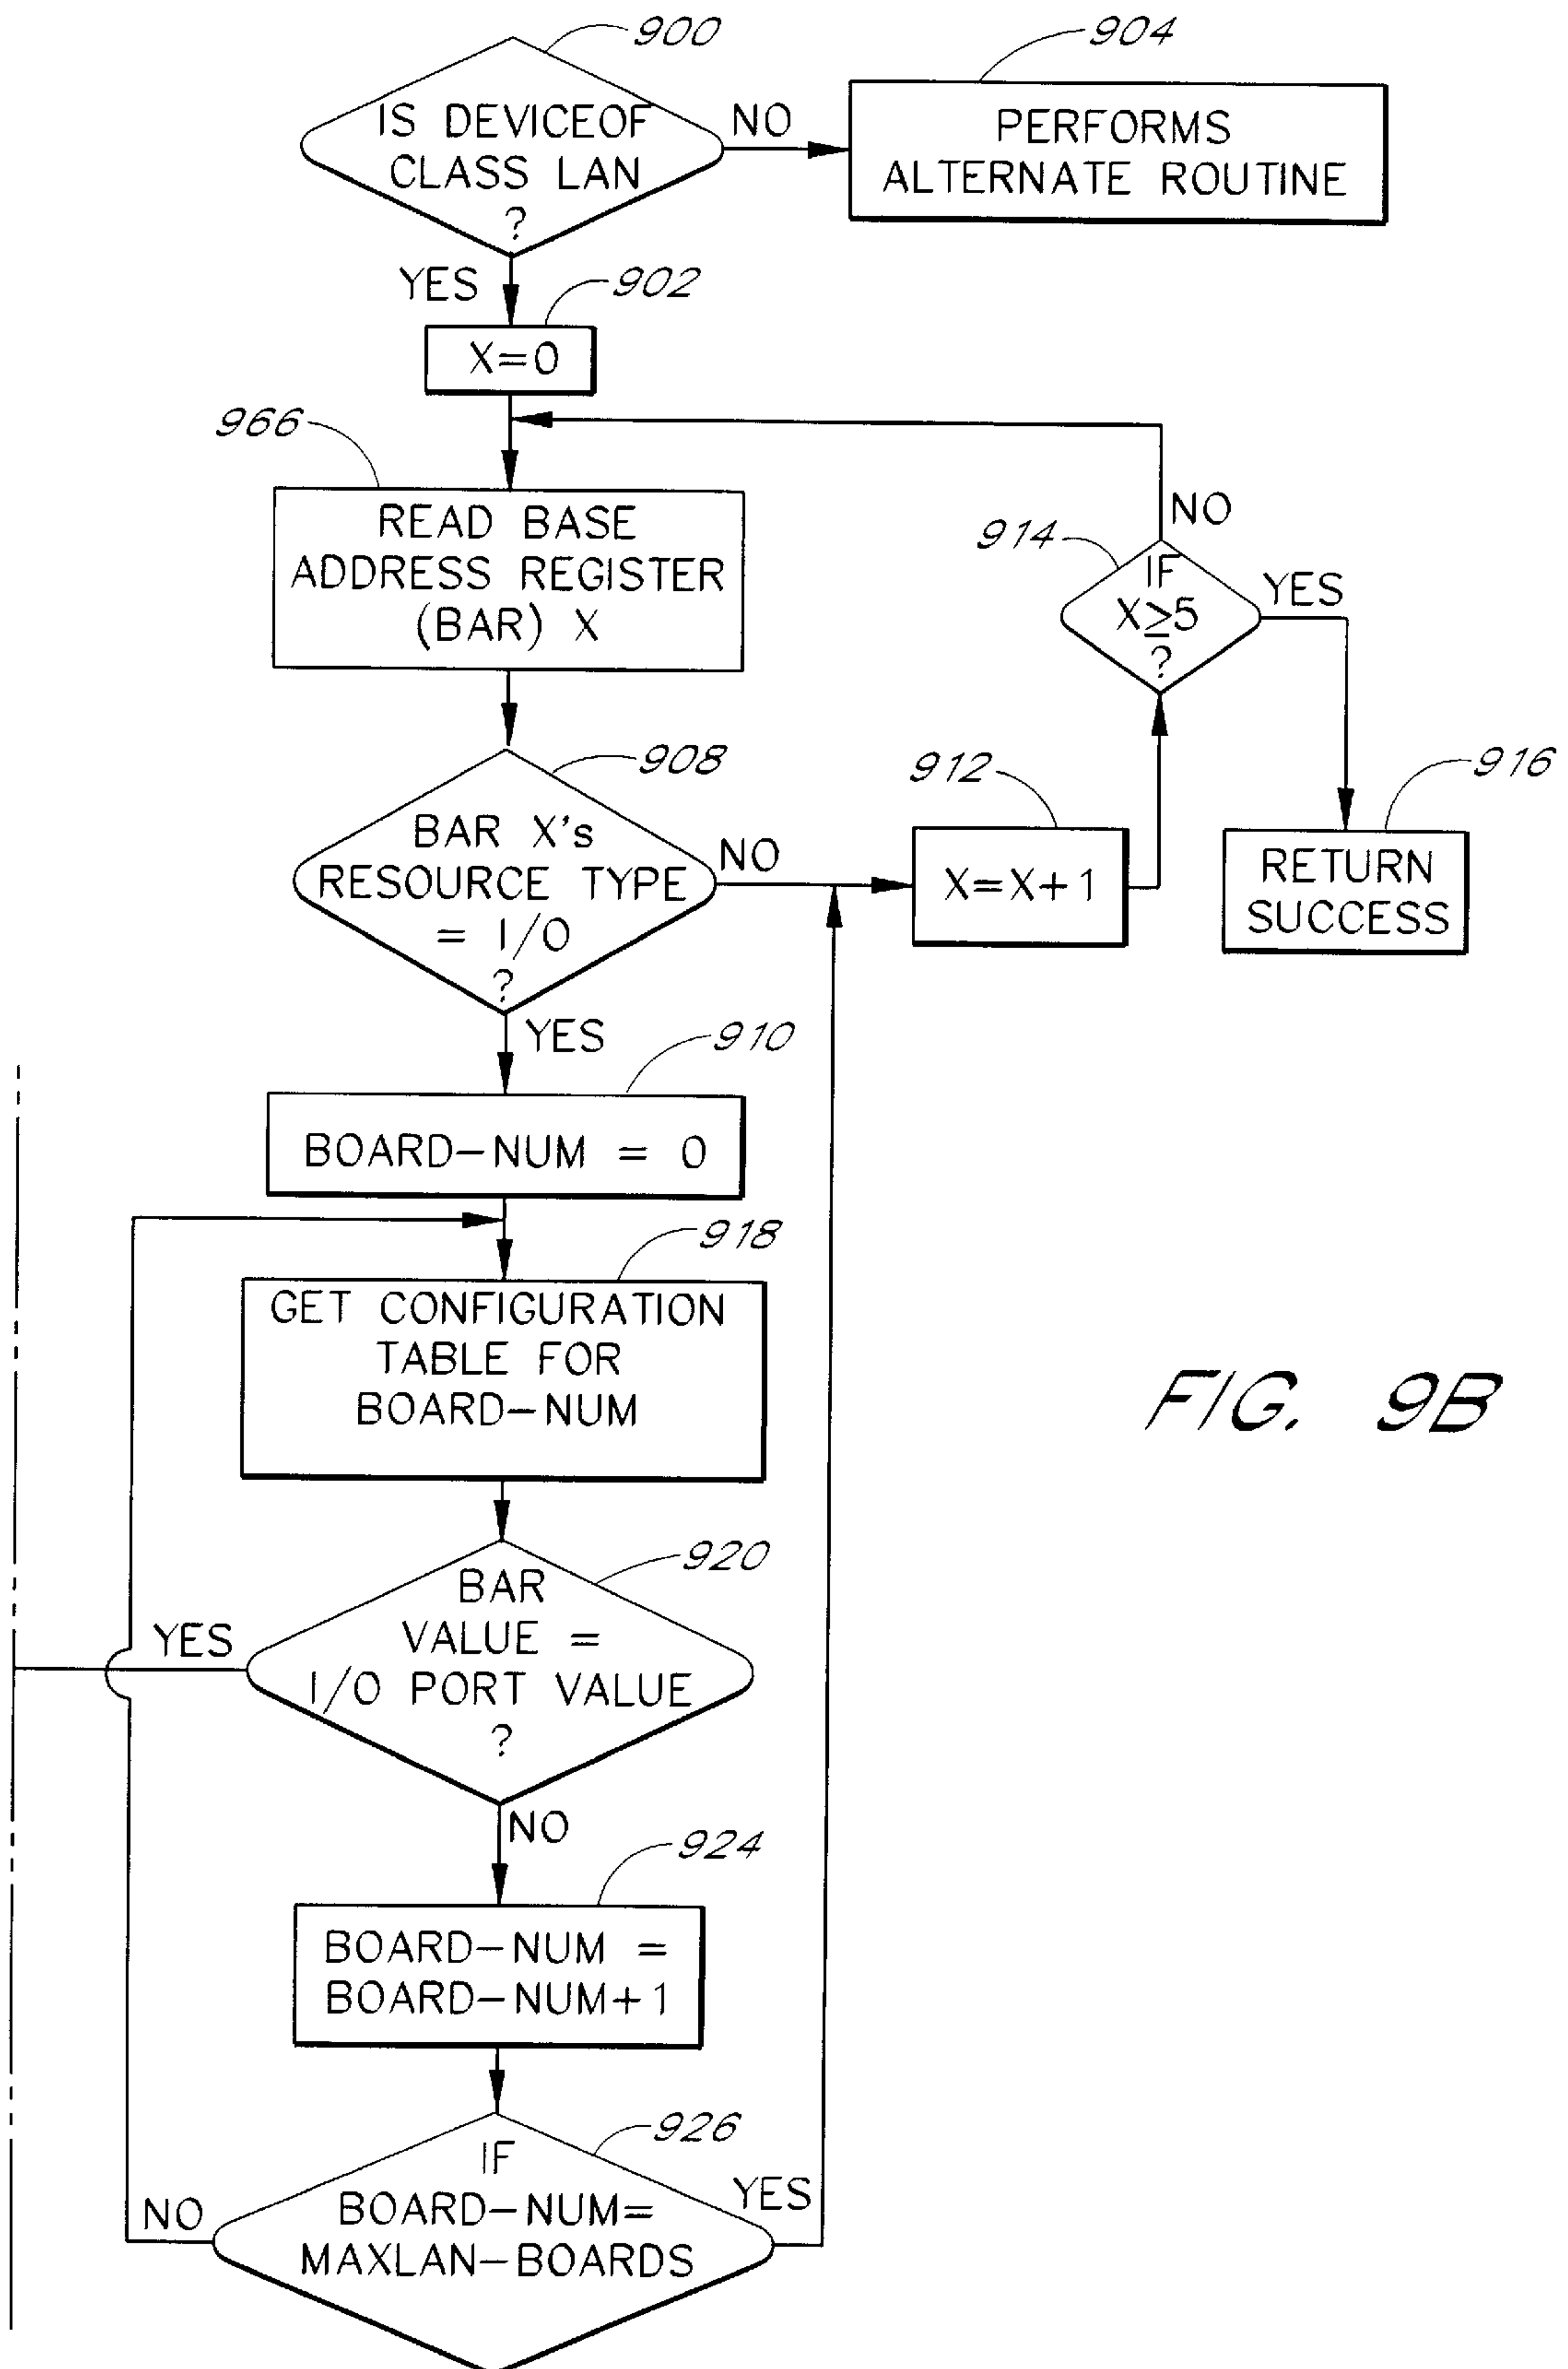 900
904
IS DEVICEOF
CLASS LAN
?
NO
PERFORMS
ALTERNATE ROUTINE
YES
902
X=0
966
READ BASE
ADDRESS REGISTER
(BAR) X
NO
914
IF
X≥5
?
YES
908
912
916
BAR X's
RESOURCE TYPE
= I/O
?
NO
X=X+1
RETURN
SUCCESS
YES
910
BOARD-NUM = 0
918
GET CONFIGURATION
TABLE FOR
BOARD-NUM
FIG. 9B
920
BAR
VALUE =
I/O PORT VALUE
?
YES
NO
924
BOARD-NUM =
BOARD-NUM+1
926
IF
BOARD-NUM=
MAXLAN-BOARDS
NO
YES